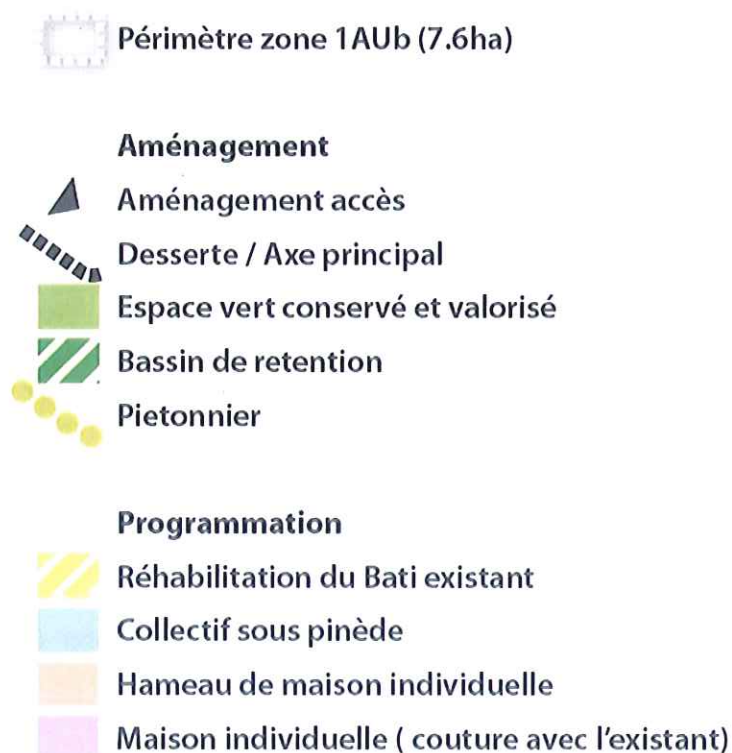 Périmètre zone 1AUb (7.6ha)
Aménagement
Aménagement accès
Desserte / Axe principal
Espace vert conservé et valorisé
Bassin de retention
Pietonnier
Programmation
Réhabilitation du Bati existant
Collectif sous pinède
Hameau de maison individuelle
Maison individuelle ( couture avec l'existant)